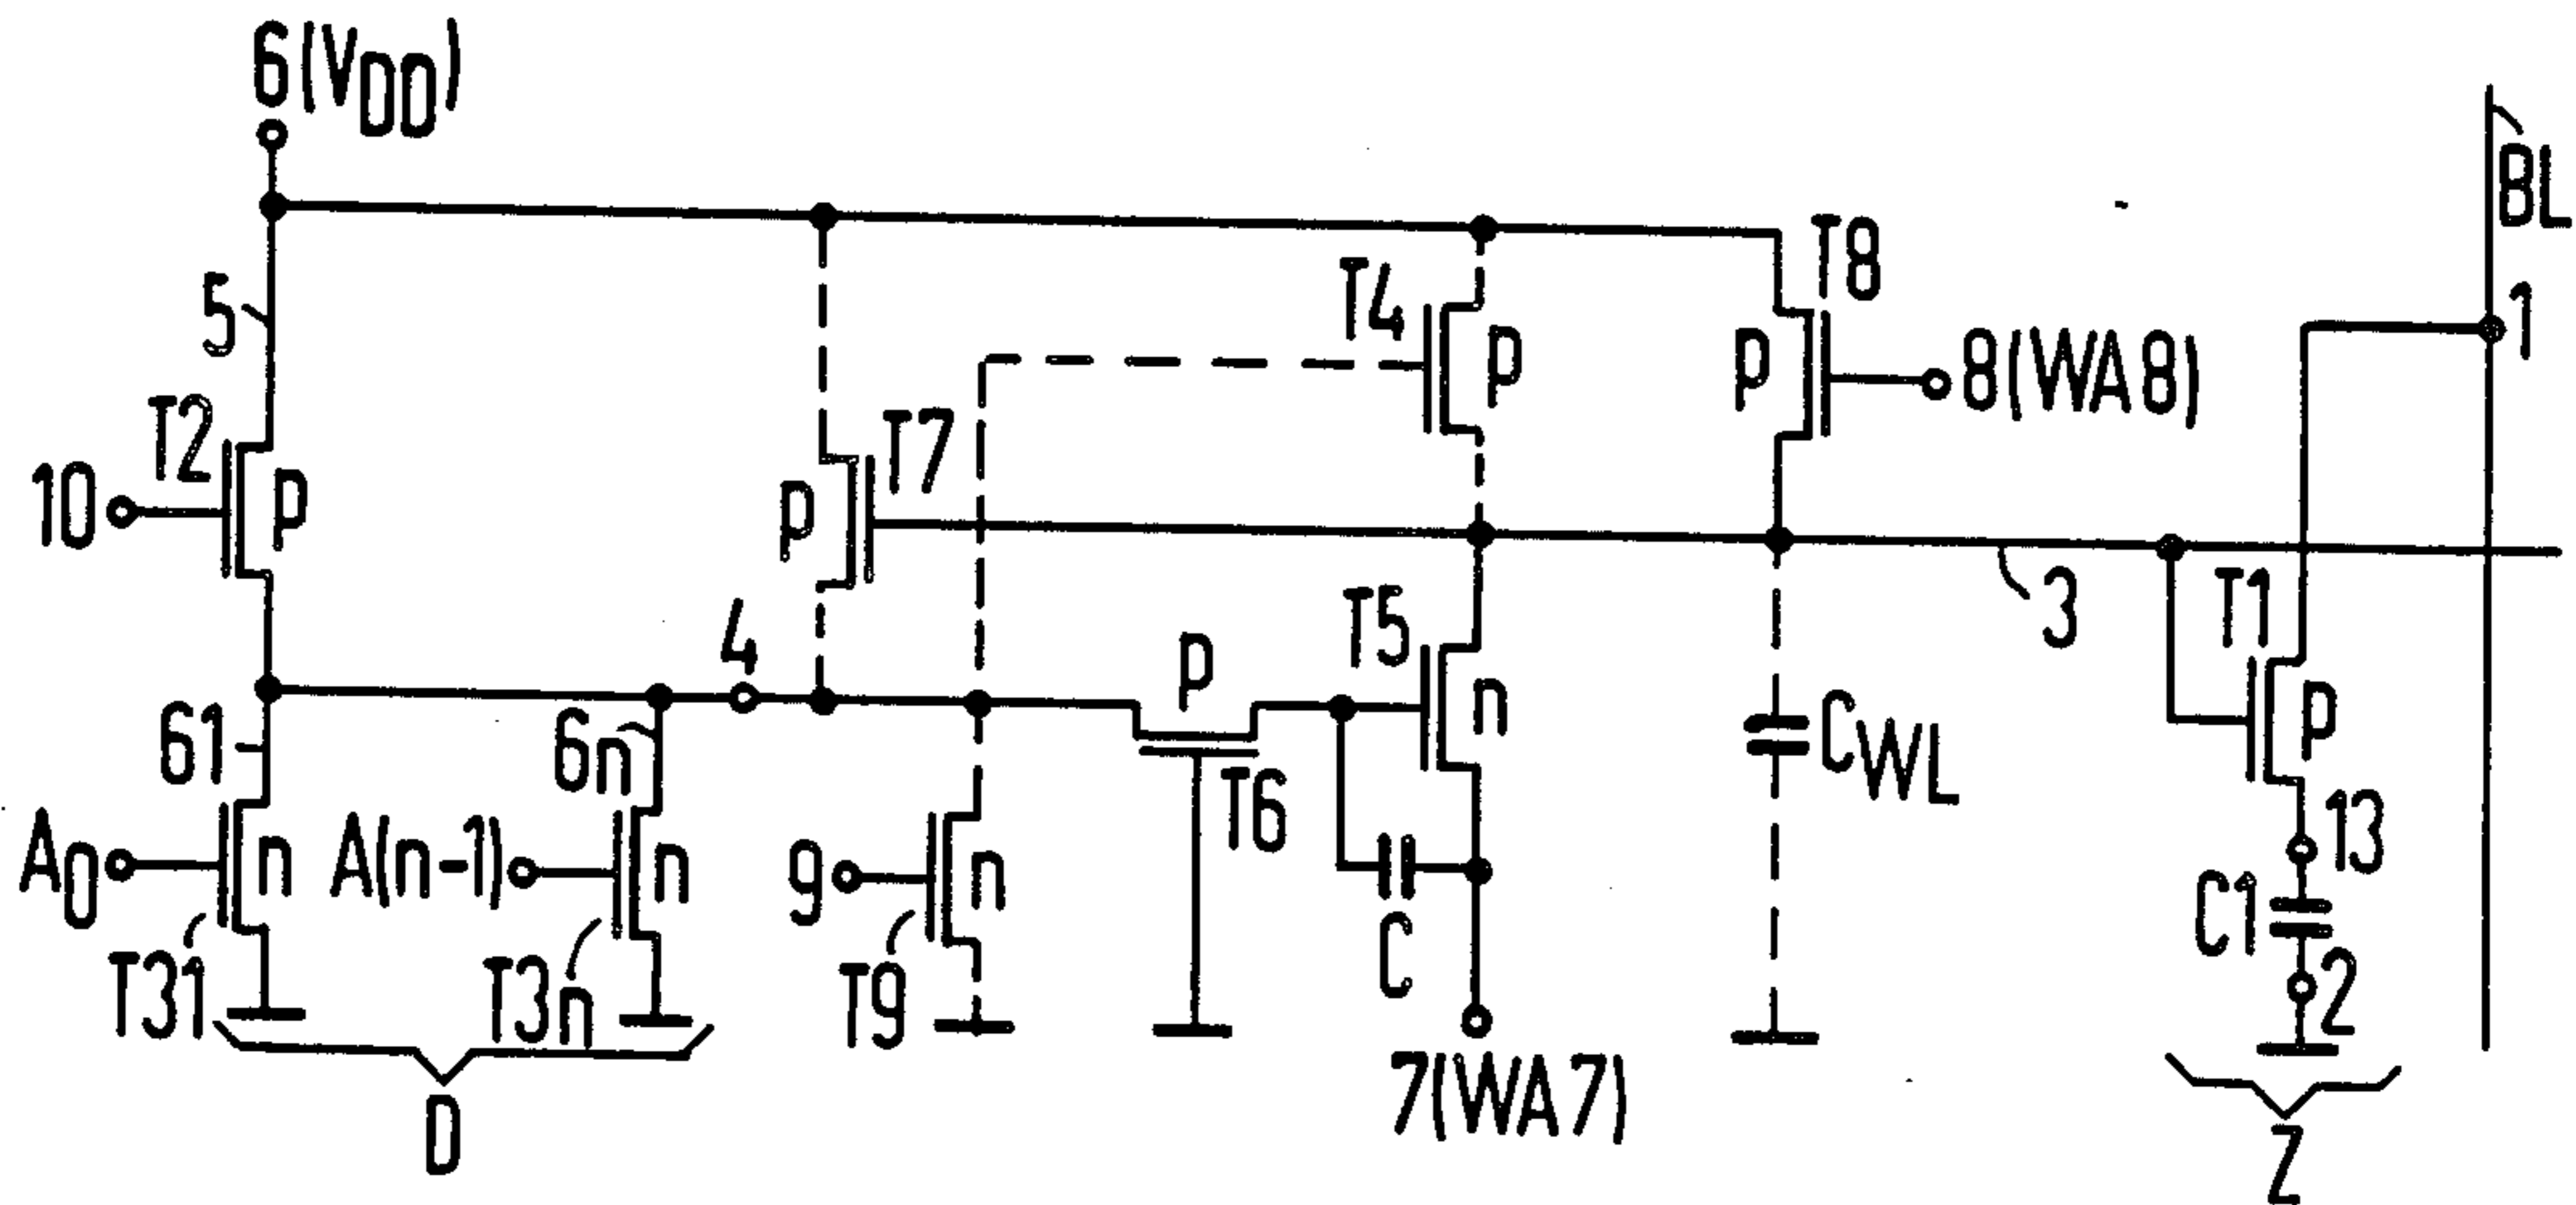 6(VDD)
BL
T8
T4
5
1
p
p
8(WA8)
T2
T7
10
p
p
3
T5
T1
4
p
n
p
61
6n
CWL
T6
13
A0
n
A(n-1)
n
9
n
C1
C
2
T31
T3n
T9
7(WA7)
D
Z